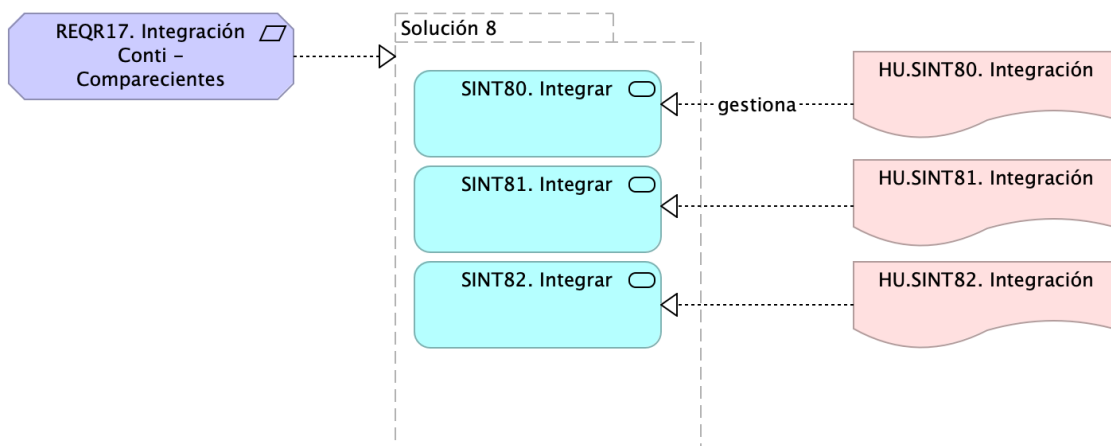 REQR17. Integración
Conti –
Comparecientes
Solución 8
SINT80. Integrar
gestiona
HU.SINT80. Integración
SINT81. Integrar
HU.SINT81. Integración
SINT82. Integrar
HU.SINT82. Integración